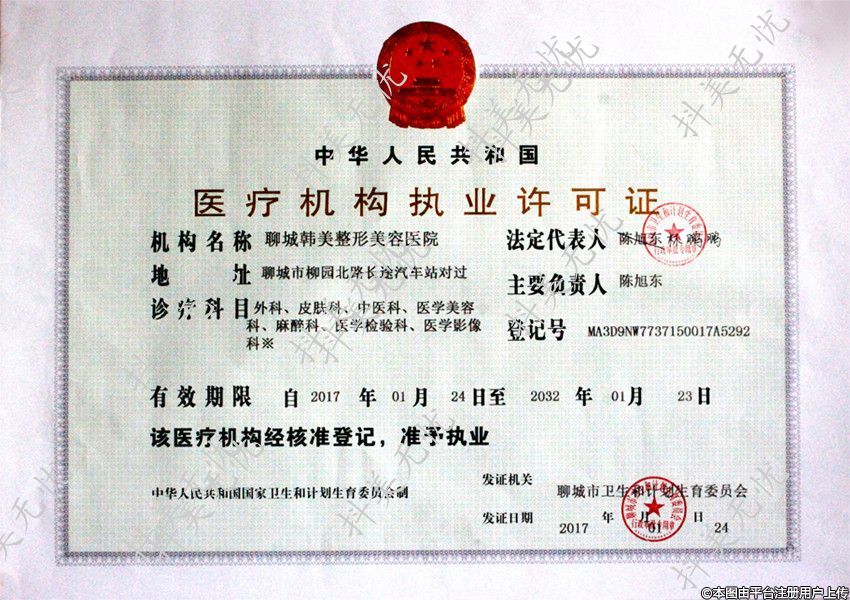 中华人民共和国
医疗机构执业许可证
机构名称 聊城韩美整形美容医院
法定代表人 陈旭东 林鹏鹏
地 址 聊城市柳园北路长途汽车站对过
主要负责人 陈旭东
诊疗科目 外科、皮肤科、中医科、医学美容
科、麻醉科、医学检验科、医学影像
科※
登记号 MA3D9NW7737150017A5292
有效期限 自 2017 年 01 月 24 日至 2032 年 01 月 23 日
该医疗机构经核准登记，准予执业
中华人民共和国国家卫生和计划生育委员会制
发证机关 聊城市卫生和计划生育委员会
发证日期 2017 年 月 01 日 24
行政审批专用章
抖美无忧
©本图由平台注册用户上传